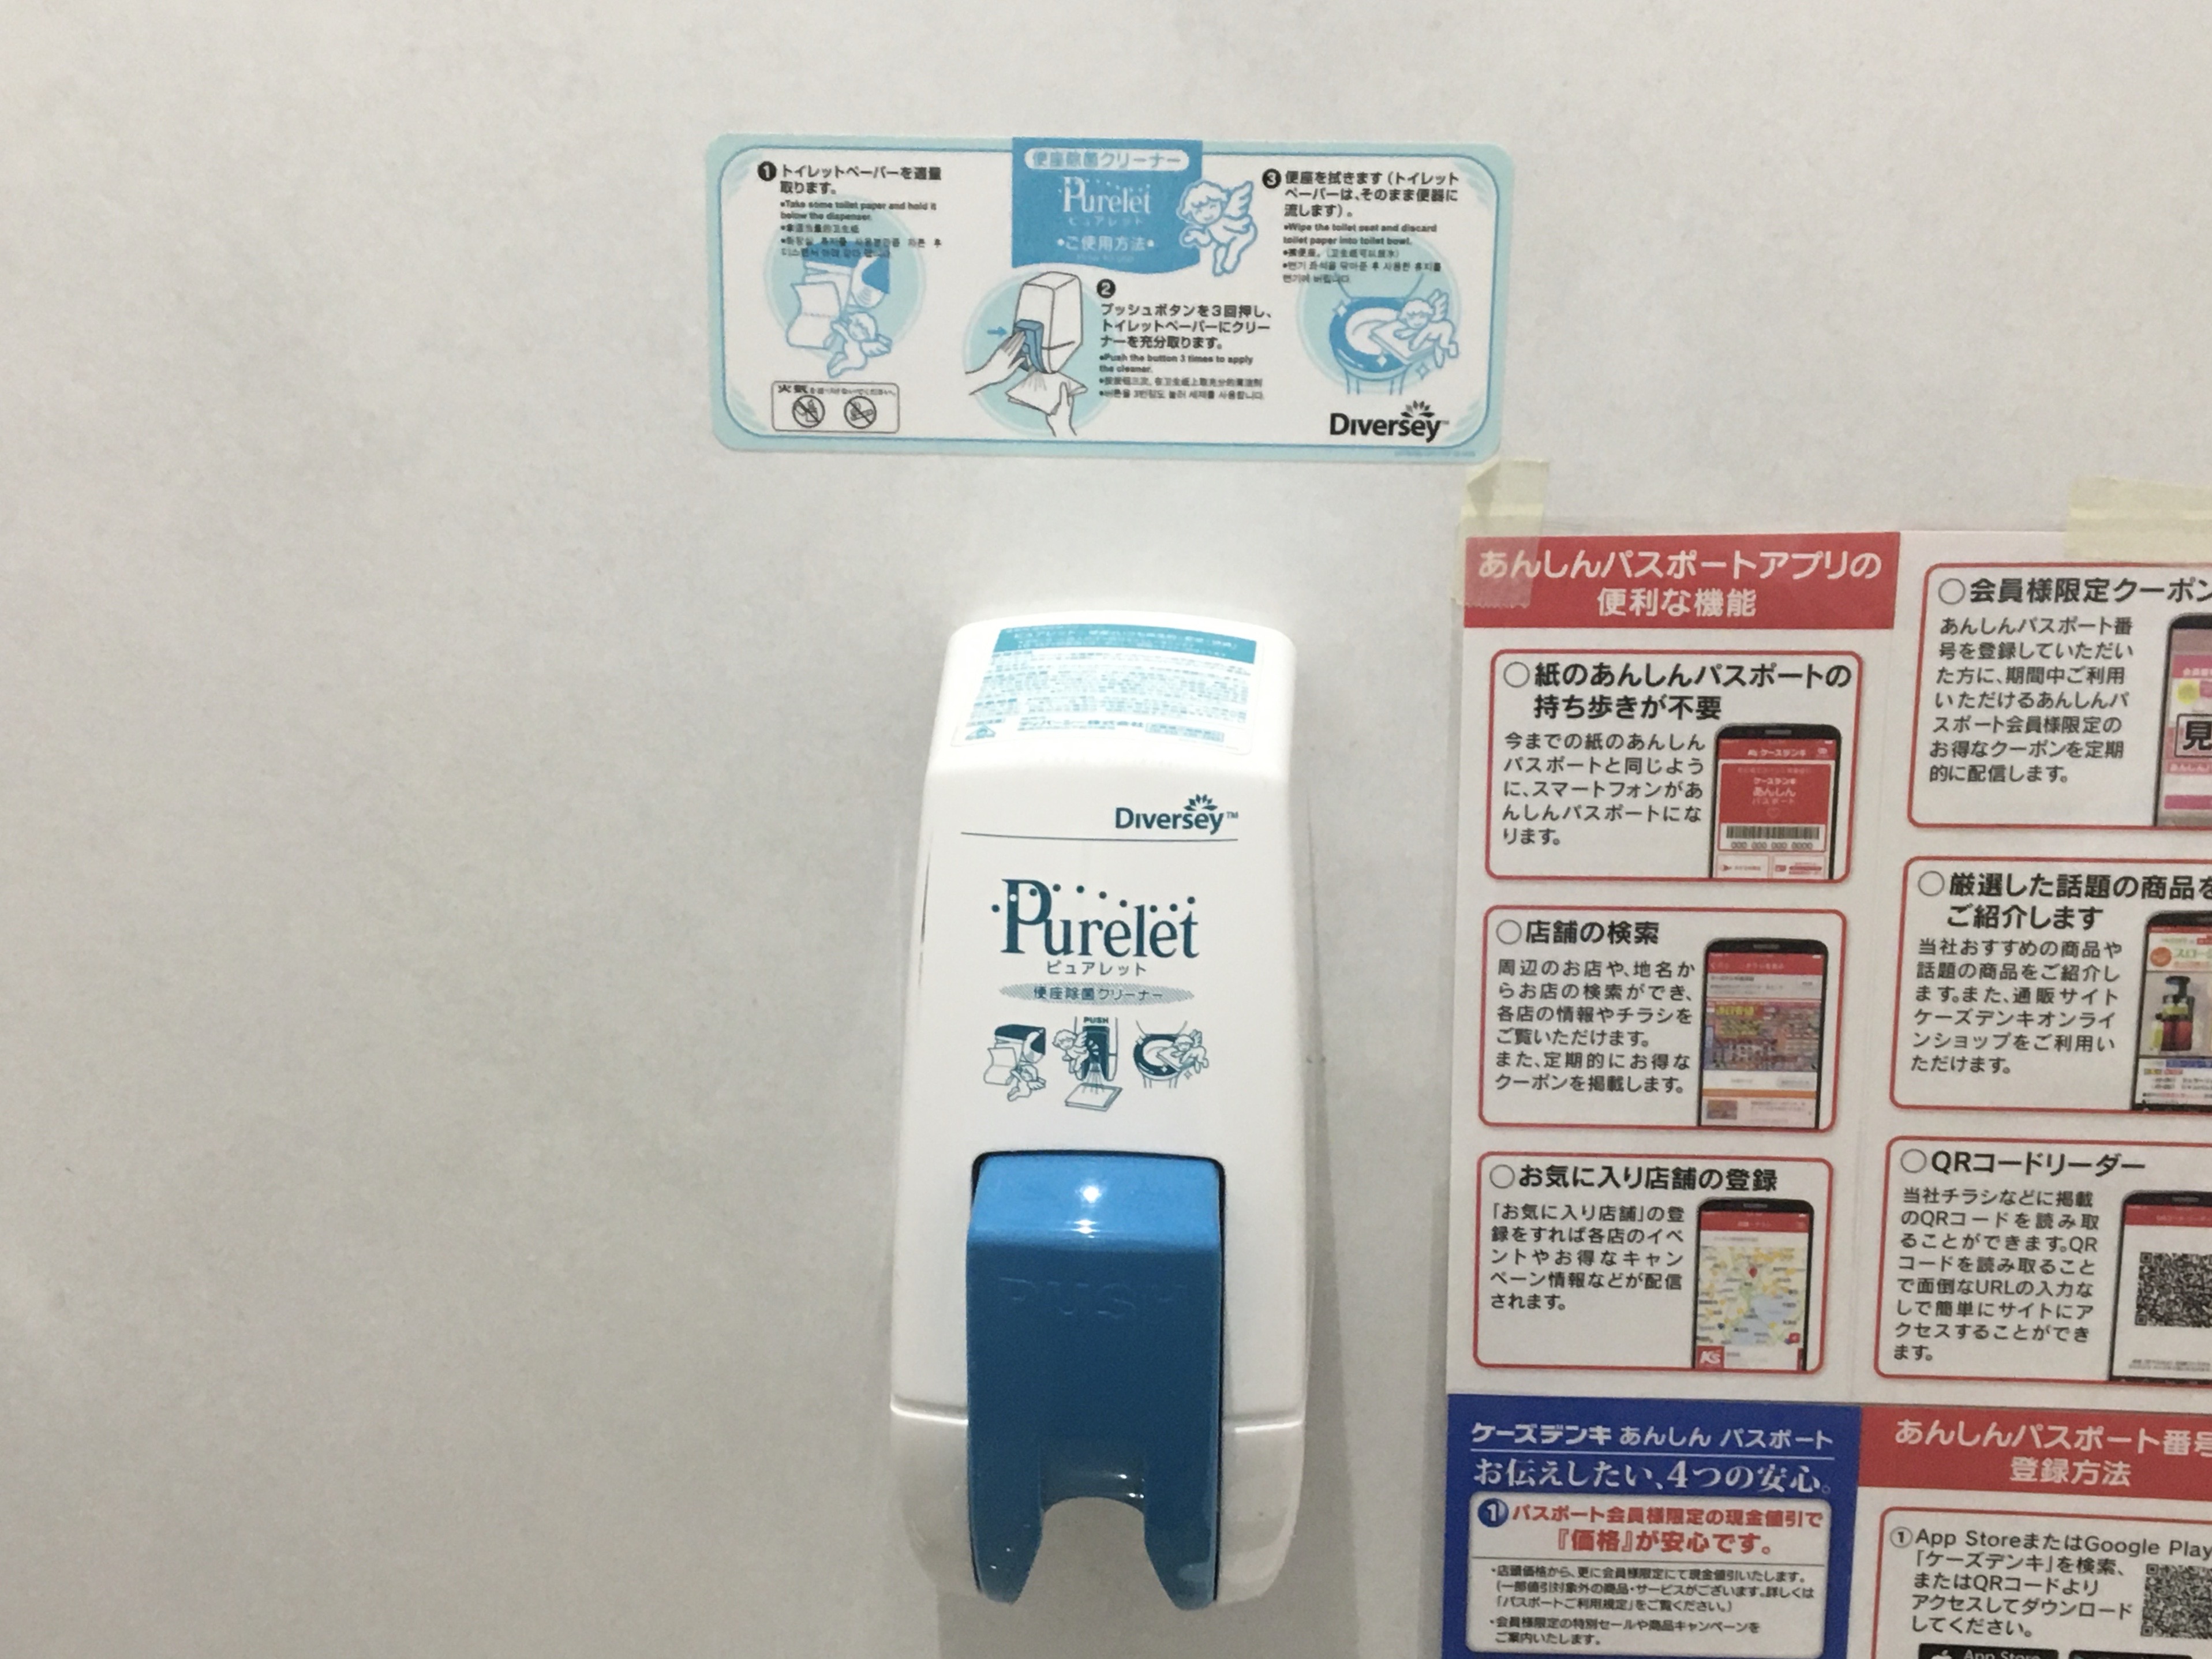 便座除菌クリーナー
Purelet
ピュアレット
•ご使用方法•
How to use
❶トイレットペーパーを適量
取ります。
•Take some toilet paper and hold it
below the dispenser.
❷
プッシュボタンを3回押し、
トイレットペーパーにクリー
ナーを充分取ります。
•Push the button 3 times to apply
the cleaner.
❸便座を拭きます（トイレット
ペーパーは、そのまま便器に
流します）。
•Wipe the toilet seat and discard
toilet paper into toilet bowl.
火気
Diversey
Diversey™
Purelet
ピュアレット
便座除菌クリーナー
PUSH
PUSH
あんしんパスポートアプリの
便利な機能
○紙のあんしんパスポートの
持ち歩きが不要
今までの紙のあんしん
パスポートと同じよう
に、スマートフォンがあ
んしんパスポートにな
ります。
ケーズデンキ
ケーズデンキ
あんしん
パスポート
000 000 000 0000
○店舗の検索
周辺のお店や、地名か
らお店の検索ができ、
各店の情報やチラシを
ご覧いただけます。
また、定期的にお得な
クーポンを掲載します。
○お気に入り店舗の登録
「お気に入り店舗」の登
録をすれば各店のイベ
ントやお得なキャン
ペーン情報などが配信
されます。
K's
○会員様限定クーポン
あんしんパスポート番
号を登録していただい
た方に、期間中ご利用
いただけるあんしんパ
スポート会員様限定の
お得なクーポンを定期
的に配信します。
見
○厳選した話題の商品を
ご紹介します
当社おすすめの商品や
話題の商品をご紹介し
ます。また、通販サイト
ケーズデンキオンライ
ンショップをご利用い
ただけます。
○QRコードリーダー
当社チラシなどに掲載
のQRコードを読み取
ることができます。QR
コードを読み取ること
で面倒なURLの入力な
しで簡単にサイトにア
クセスすることができ
ます。
ケーズデンキ あんしん パスポート
お伝えしたい、4つの安心。
1 パスポート会員様限定の現金値引で
『価格』が安心です。
・店頭価格から、更に会員様限定にて現金値引いたします。
(一部値引対象外の商品・サービスがございます。詳しくは
「パスポートご利用規定」をご覧ください。)
・会員様限定の特別セールや商品キャンペーンを
ご案内いたします。
あんしんパスポート番号
登録方法
①App StoreまたはGoogle Play
「ケーズデンキ」を検索、
またはQRコードより
アクセスしてダウンロード
してください。
App Store